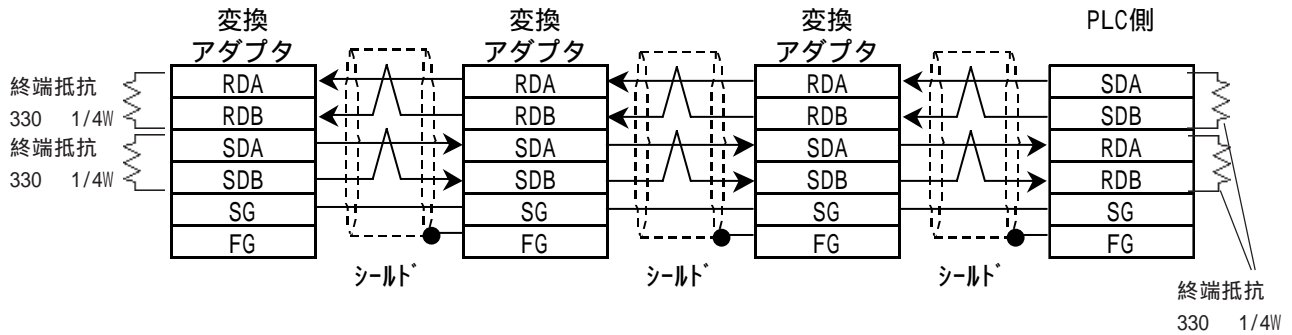 変換
アダプタ
変換
アダプタ
変換
アダプタ
PLC側
終端抵抗
330 1/4W
終端抵抗
330 1/4W
RDA
RDB
SDA
SDB
SG
FG
RDA
RDB
SDA
SDB
SG
FG
RDA
RDB
SDA
SDB
SG
FG
SDA
SDB
RDA
RDB
SG
FG
シールド
シールド
シールド
終端抵抗
330 1/4W